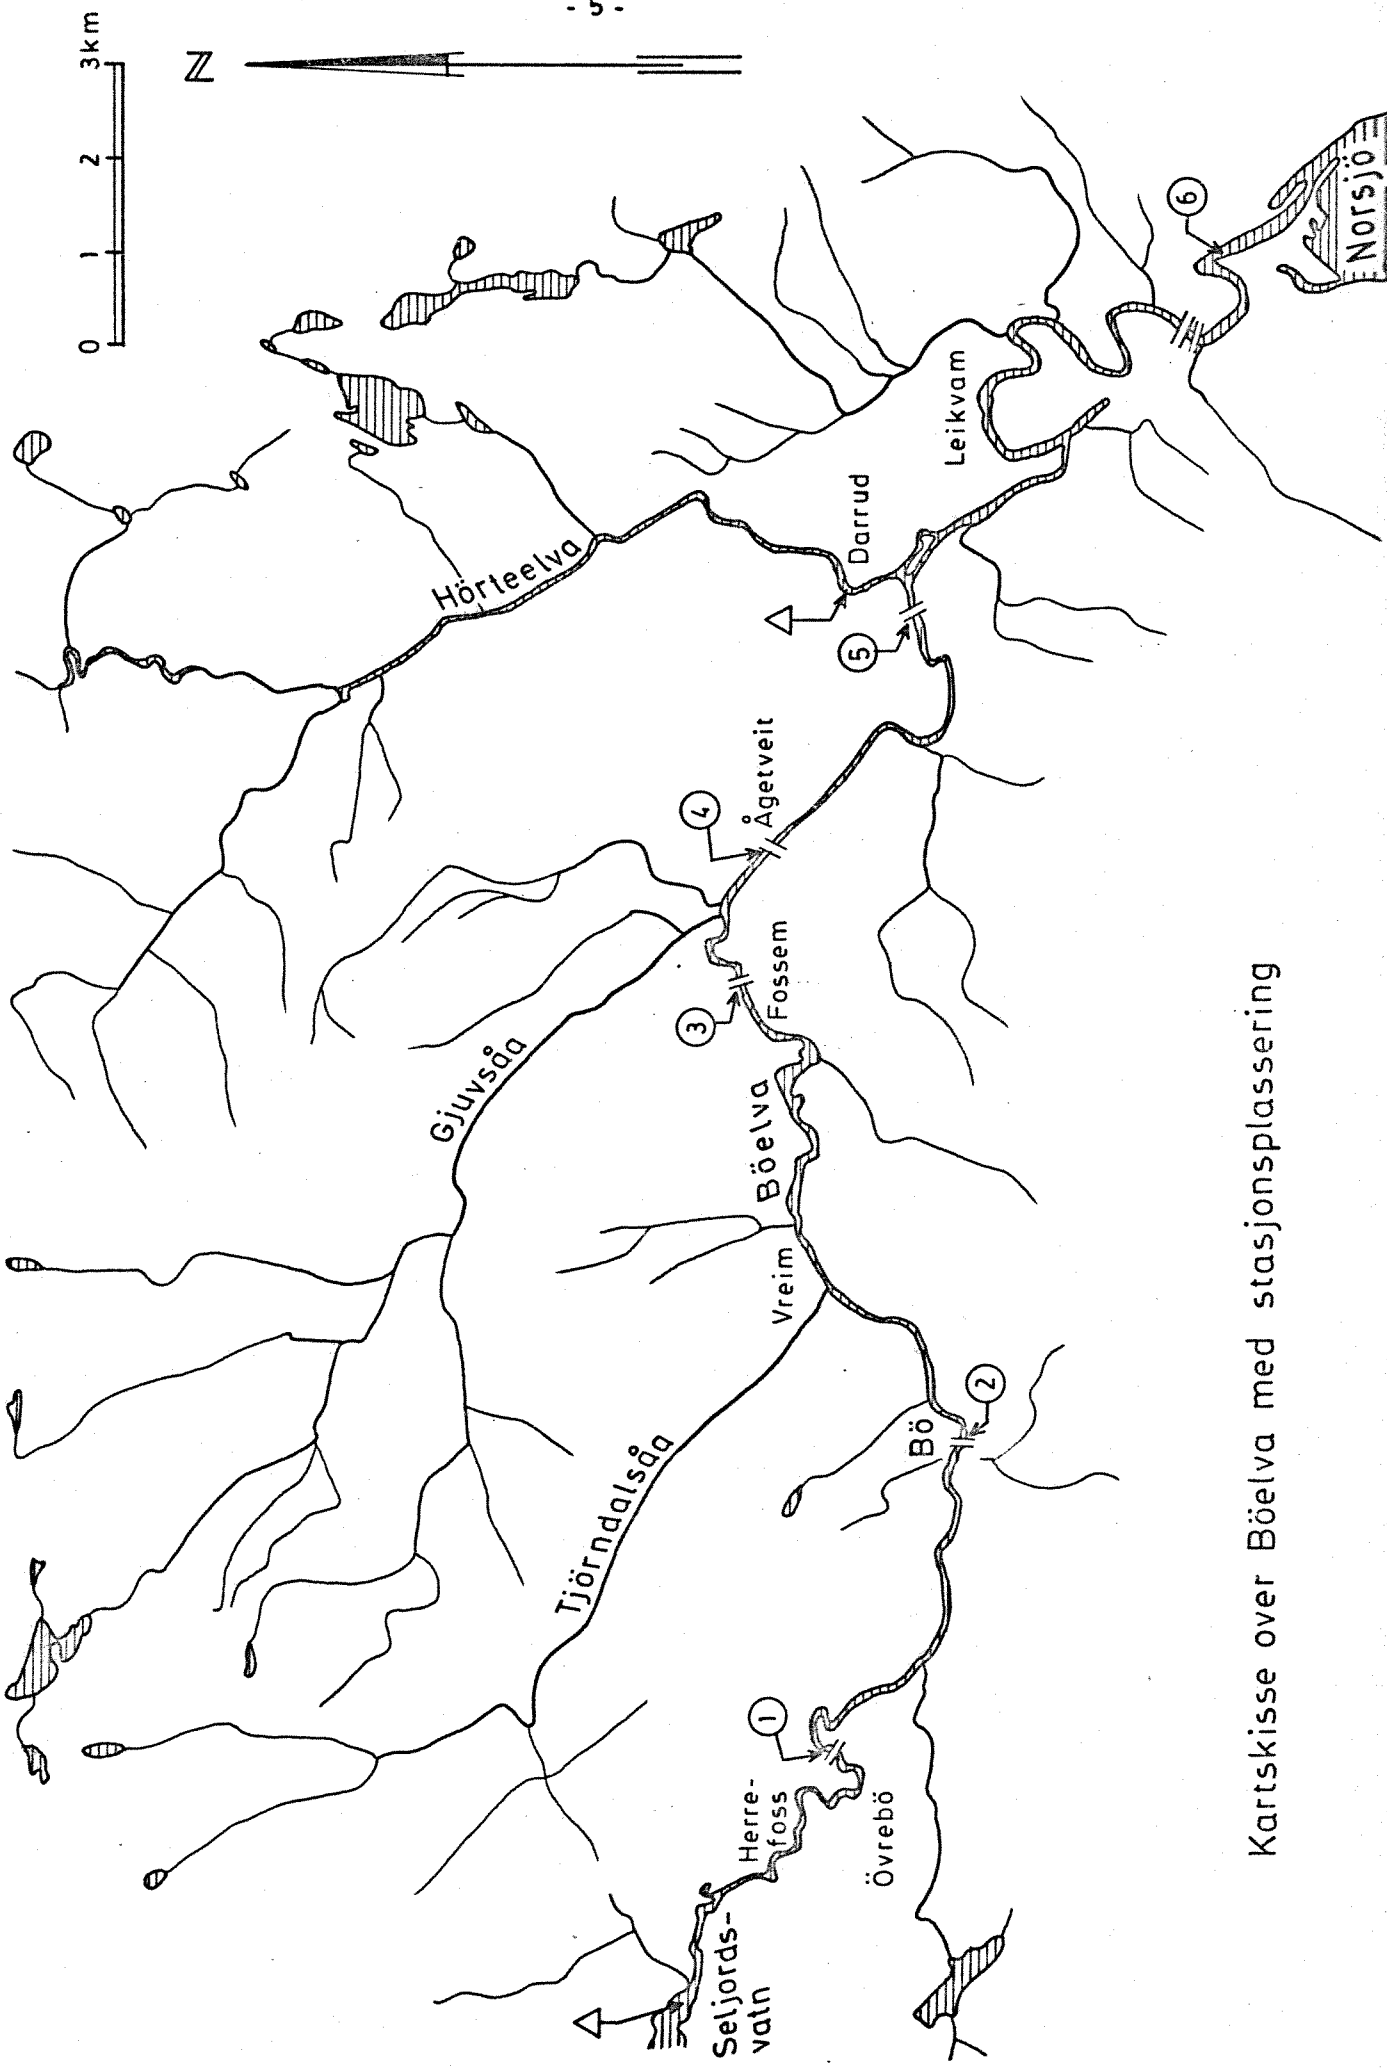 - 5 -
0 1 2 3km
N
Hörteelva
Gjuvsåa
Tjörndalsåa
Böelva
Seljords-
vatn
Herre-
foss
Övrebö
1
Bö
2
Vreim
Fossem
3
Ågetveit
4
5
Darrud
Leikvam
6
Norsjö
Kartskisse over Böelva med stasjonsplassering